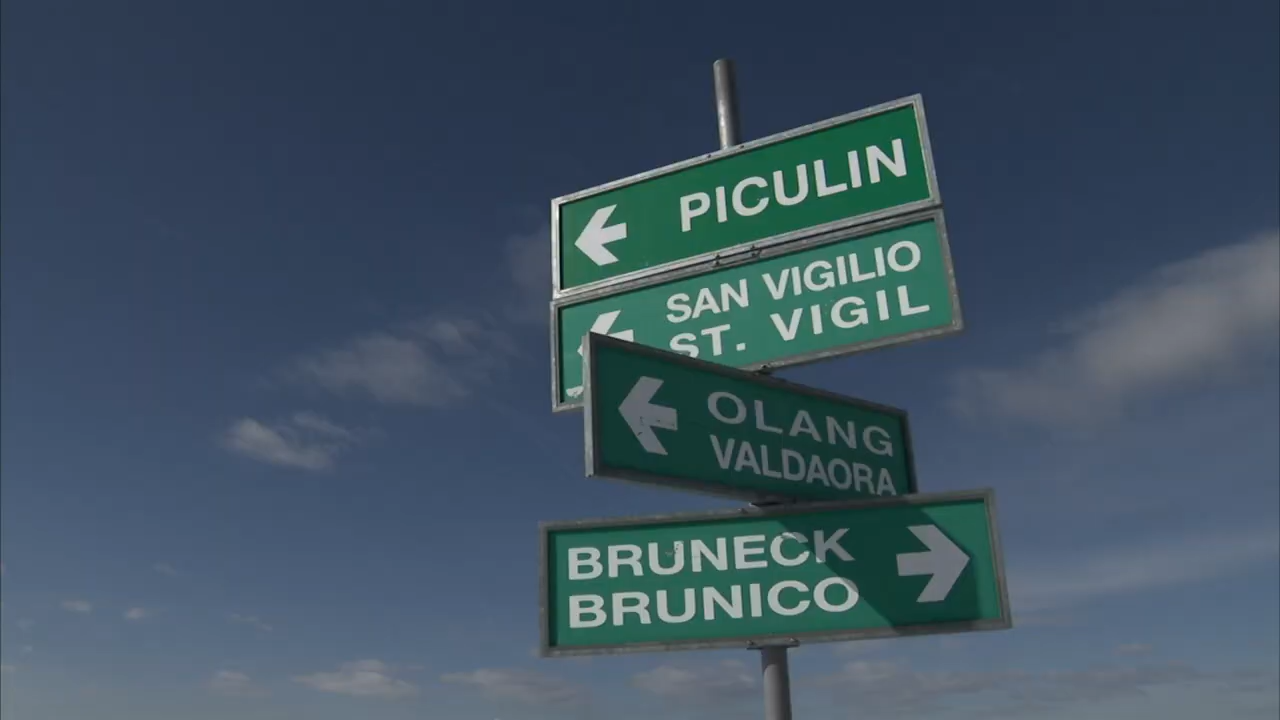 PICULIN
SAN VIGILIO
ST. VIGIL
OLANG
VALDAORA
BRUNECK
BRUNICO